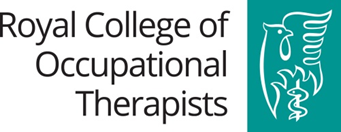 Royal College of
Occupational
Therapists